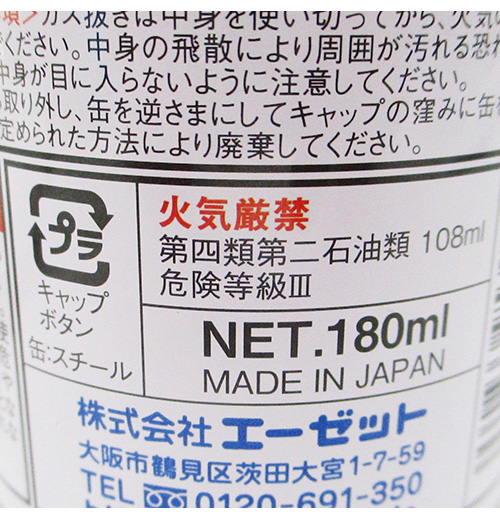 項〉ガス抜きは中身を使い切ってから、火気
ください。中身の飛散により周囲が汚れる恐れ
中身が目に入らないように注意してください。
取り外し、缶を逆さまにしてキャップの窪みに缶を
定められた方法により廃棄してください。
プラ
キャップ
ボタン
缶:スチール
火気厳禁
第四類第二石油類 108ml
危険等級Ⅲ
NET.180ml
MADE IN JAPAN
株式会社 エーゼット
大阪市鶴見区茨田大宮1-7-59
TEL 0120-691-350